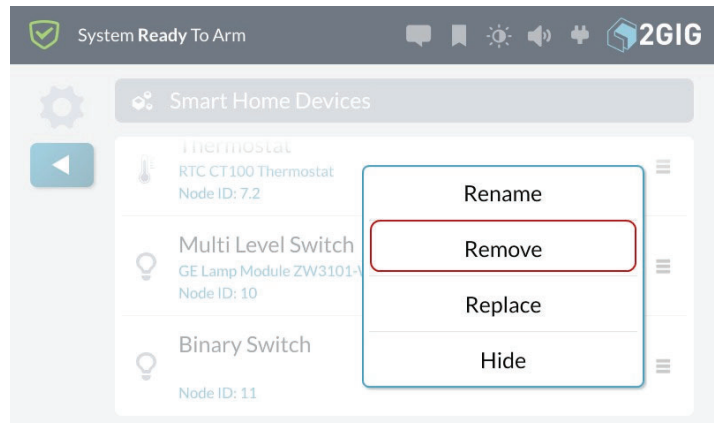 System Ready To Arm
2GIG
Smart Home Devices
Thermostat
RTC CT100 Thermostat
Node ID: 7.2
Multi Level Switch
GE Lamp Module ZW3101-
Node ID: 10
Binary Switch
Node ID: 11
Rename
Remove
Replace
Hide